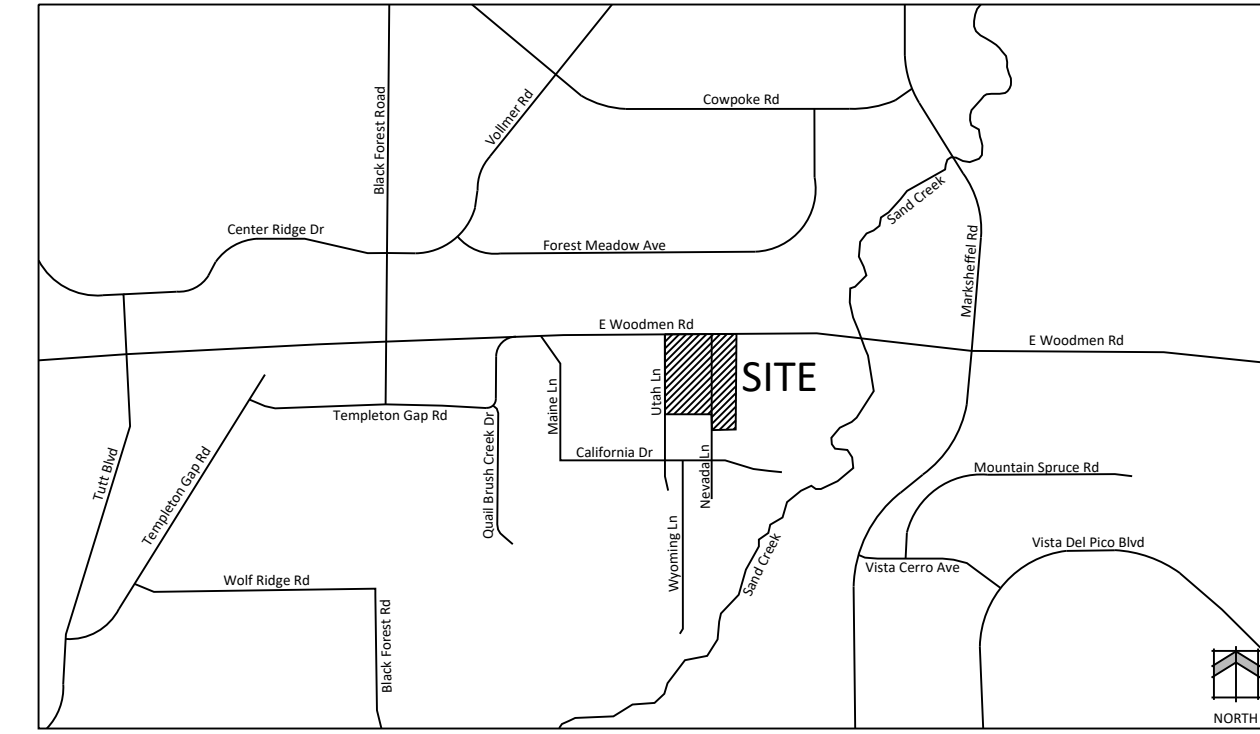 Cowpoke Rd
Vollmer Rd
Black Forest Road
Sand Creek
Center Ridge Dr
Forest Meadow Ave
Marksheffel Rd
E Woodmen Rd
E Woodmen Rd
SITE
Utah Ln
Maine Ln
Templeton Gap Rd
Quail Brush Creek Dr
California Dr
Nevada Ln
Tutt Blvd
Templeton Gap Rd
Mountain Spruce Rd
Wyoming Ln
Sand Creek
Vista Del Pico Blvd
Vista Cerro Ave
Wolf Ridge Rd
Black Forest Rd
NORTH